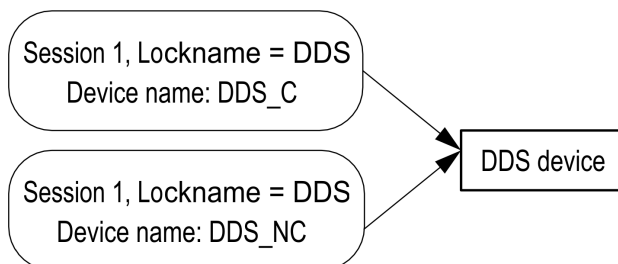 Session 1, Lockname = DDS
Device name: DDS_C
DDS device
Session 1, Lockname = DDS
Device name: DDS_NC